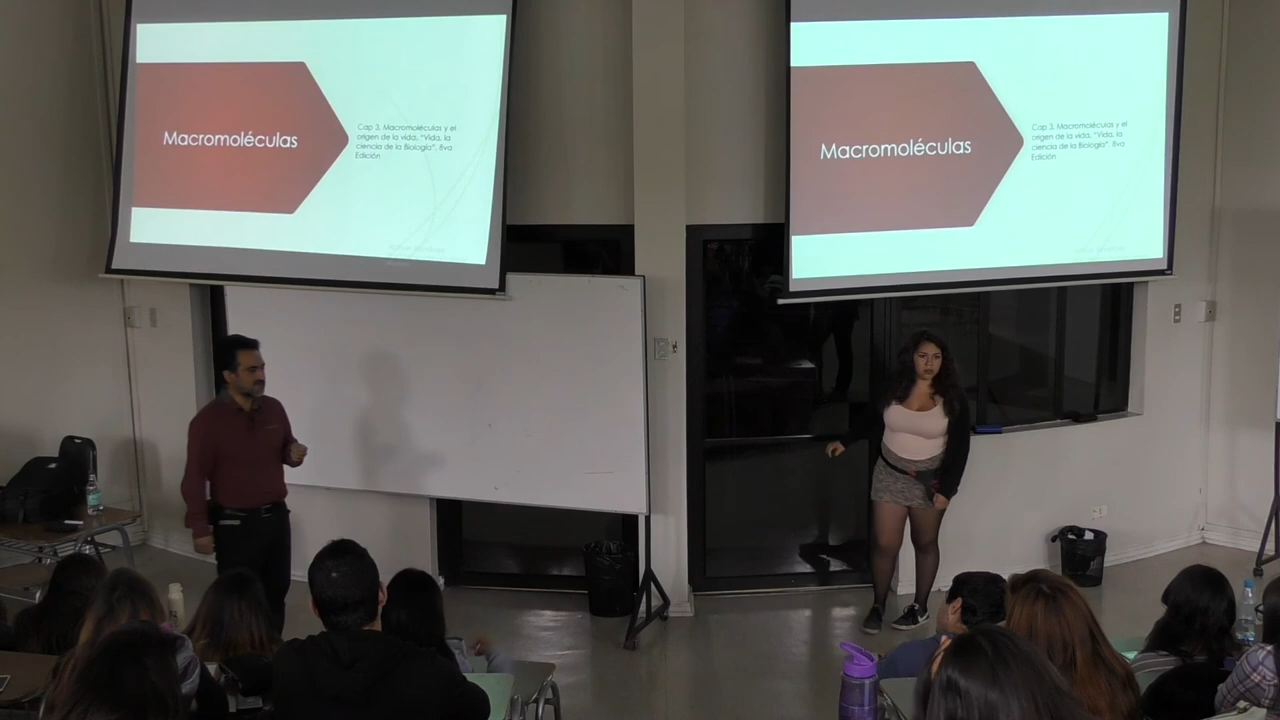 Macromoléculas
Cap 3, Macromoléculas y el
origen de la vida, "Vida, la
ciencia de la Biología", 8va
Edición
Macromoléculas
Cap 3, Macromoléculas y el
origen de la vida, "Vida, la
ciencia de la Biología", 8va
Edición